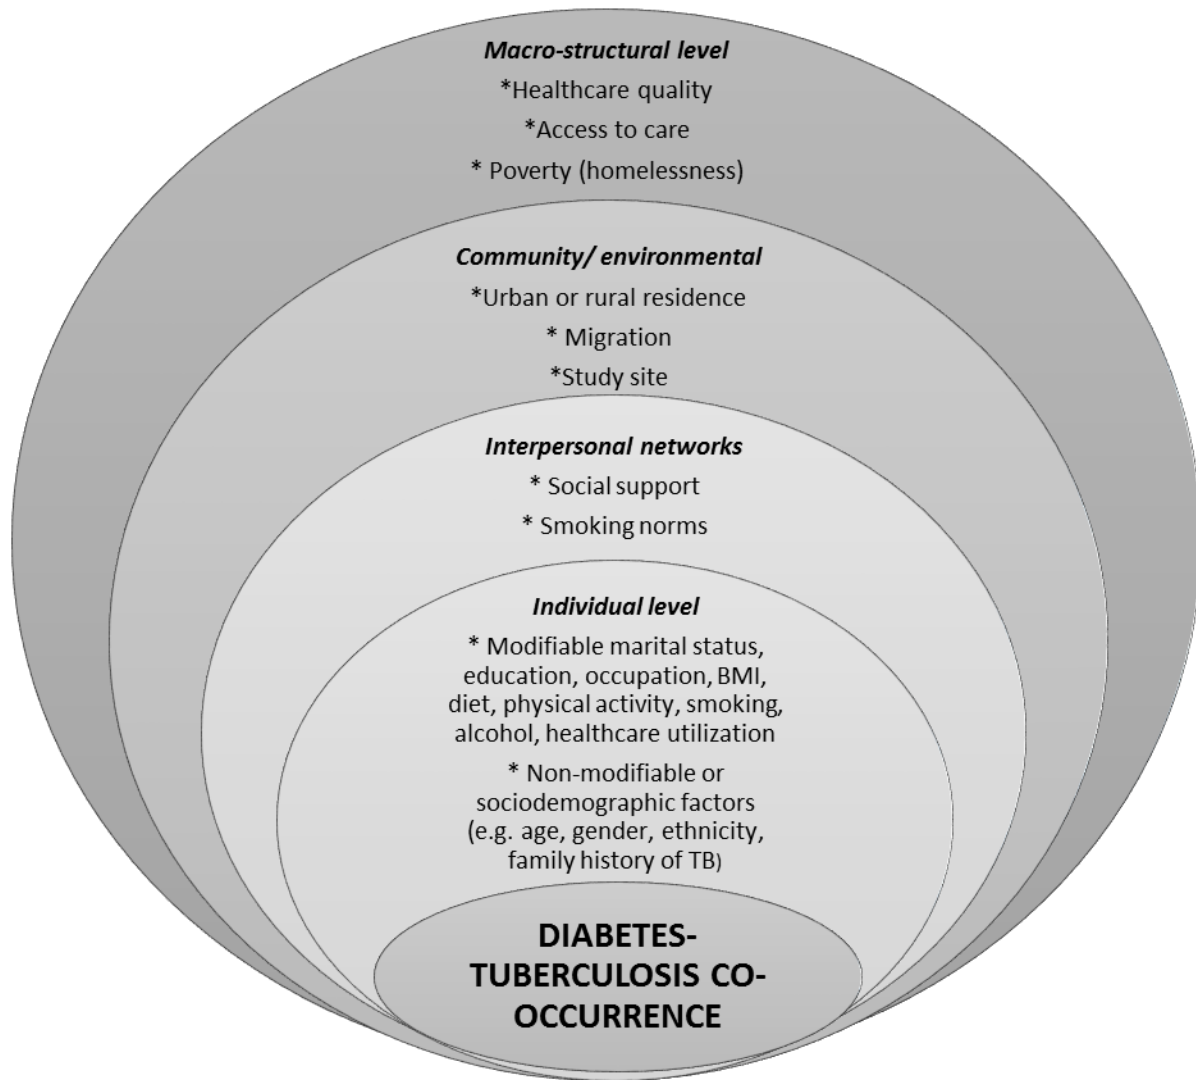 Macro-structural level
*Healthcare quality
*Access to care
* Poverty (homelessness)
Community/ environmental
*Urban or rural residence
* Migration
*Study site
Interpersonal networks
* Social support
* Smoking norms
Individual level
* Modifiable marital status,
education, occupation, BMI,
diet, physical activity, smoking,
alcohol, healthcare utilization
* Non-modifiable or
sociodemographic factors
(e.g. age, gender, ethnicity,
family history of TB)
DIABETES-
TUBERCULOSIS CO-
OCCURRENCE